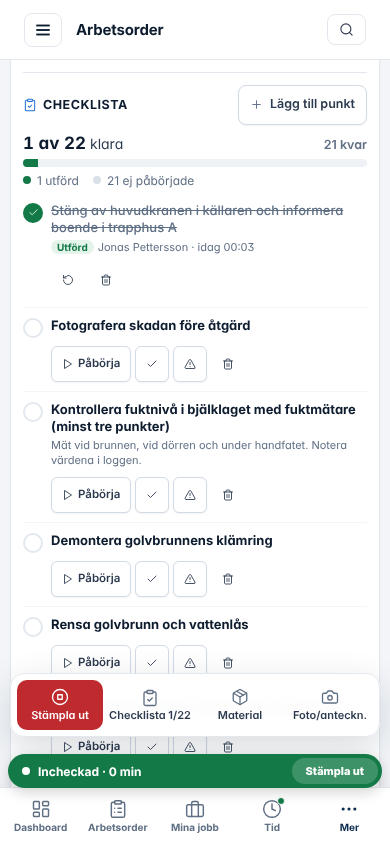 Arbetsorder
CHECKLISTA
Lägg till punkt
1 av 22 klara
21 kvar
1 utförd
21 ej påbörjade
Stäng av huvudkranen i källaren och informera
boende i trapphus A
Utförd Jonas Pettersson · idag 00:03
Fotografera skadan före åtgärd
Påbörja
Kontrollera fuktnivå i bjälklaget med fuktmätare
(minst tre punkter)
Mät vid brunnen, vid dörren och under handfatet. Notera
värdena i loggen.
Påbörja
Demontera golvbrunnens klämring
Påbörja
Rensa golvbrunn och vattenlås
Påbörja
Stämpla ut
Checklista 1/22
Material
Foto/anteckn.
Påbörja
Incheckad · 0 min
Stämpla ut
Dashboard
Arbetsorder
Mina jobb
Tid
Mer